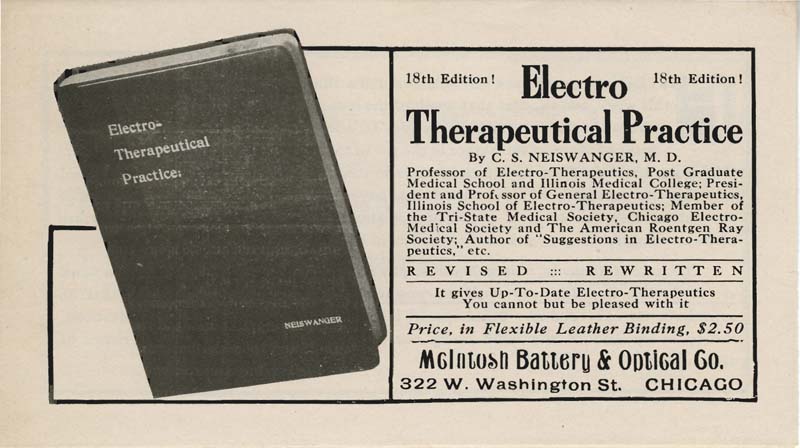 Electro-
Therapeutical
Practice:
NEISWANGER
18th Edition! Electro 18th Edition!
Therapeutical Practice
By C. S. NEISWANGER, M. D.
Professor of Electro-Therapeutics, Post Graduate
Medical School and Illinois Medical College; Presi-
dent and Professor of General Electro-Therapeutics,
Illinois School of Electro-Therapeutics; Member of
the Tri-State Medical Society, Chicago Electro-
Medical Society and The American Roentgen Ray
Society; Author of "Suggestions in Electro-Thera-
peutics," etc.
REVISED ::: REWRITTEN
It gives Up-To-Date Electro-Therapeutics
You cannot but be pleased with it
Price, in Flexible Leather Binding, $2.50
McIntosh Battery & Optical Co.
322 W. Washington St. CHICAGO